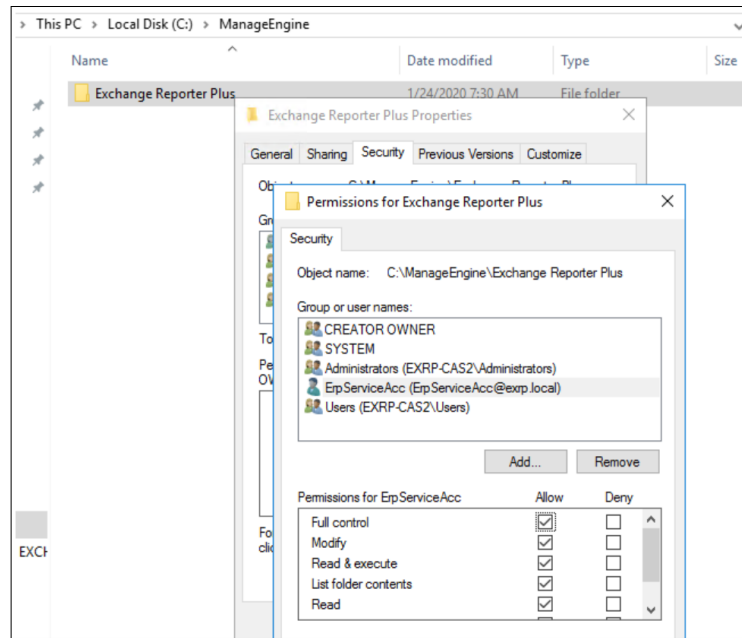 This PC > Local Disk (C:) > ManageEngine
Name Date modified Type Size
Exchange Reporter Plus 1/24/2020 7:30 AM File folder
Exchange Reporter Plus Properties
General Sharing Security Previous Versions Customize
Permissions for Exchange Reporter Plus
Security
Object name: C:\ManageEngine\Exchange Reporter Plus
Group or user names:
CREATOR OWNER
SYSTEM
Administrators (EXRP-CAS2\Administrators)
ErpServiceAcc (ErpServiceAcc@exrp.local)
Users (EXRP-CAS2\Users)
Add... Remove
Permissions for ErpServiceAcc Allow Deny
Full control
Modify
Read & execute
List folder contents
Read